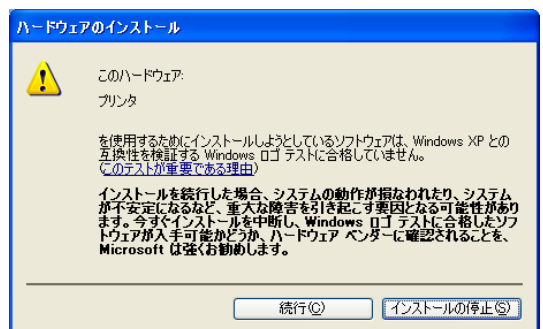 ハードウェアのインストール
このハードウェア:
プリンタ
を使用するためにインストールしようとしているソフトウェアは、Windows XP との
互換性を検証する Windows ロゴ テストに合格していません。
(このテストが重要である理由)
インストールを続行した場合、システムの動作が損なわれたり、システム
が不安定になるなど、重大な障害を引き起こす要因となる可能性があり
ます。今すぐインストールを中断し、Windows ロゴ テストに合格したソフ
トウェアが入手可能かどうか、ハードウェア ベンダーに確認されることを、
Microsoft は強くお勧めします。
続行(C)
インストールの停止(S)